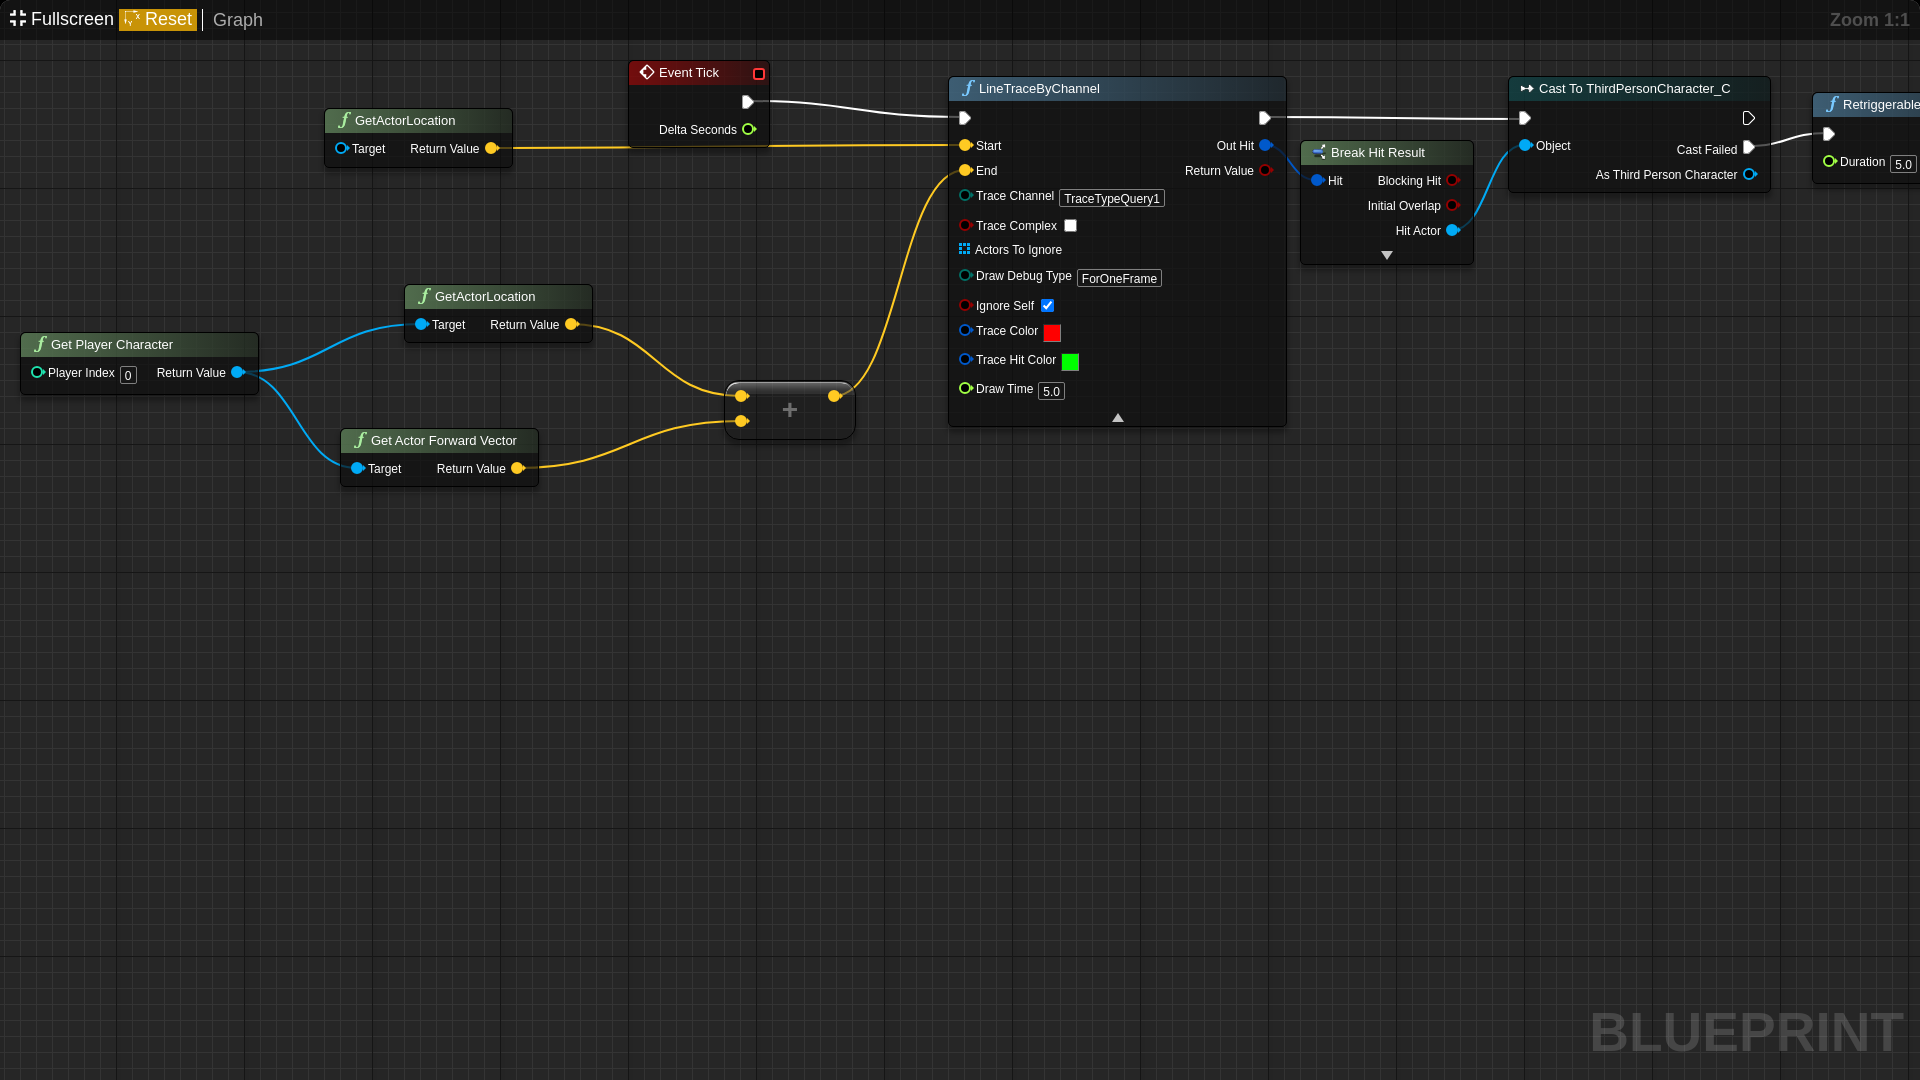 Fullscreen Reset Graph
Zoom 1:1
Event Tick
Delta Seconds
GetActorLocation
Target Return Value
LineTraceByChannel
Start Out Hit
End Return Value
Trace Channel TraceTypeQuery1
Trace Complex
Actors To Ignore
Draw Debug Type ForOneFrame
Ignore Self
Trace Color
Trace Hit Color
Draw Time 5.0
Break Hit Result
Hit Blocking Hit
Initial Overlap
Hit Actor
Cast To ThirdPersonCharacter_C
Object Cast Failed
As Third Person Character
Retriggerable
Duration 5.0
GetActorLocation
Target Return Value
Get Player Character
Player Index 0 Return Value
Get Actor Forward Vector
Target Return Value
+
BLUEPRINT